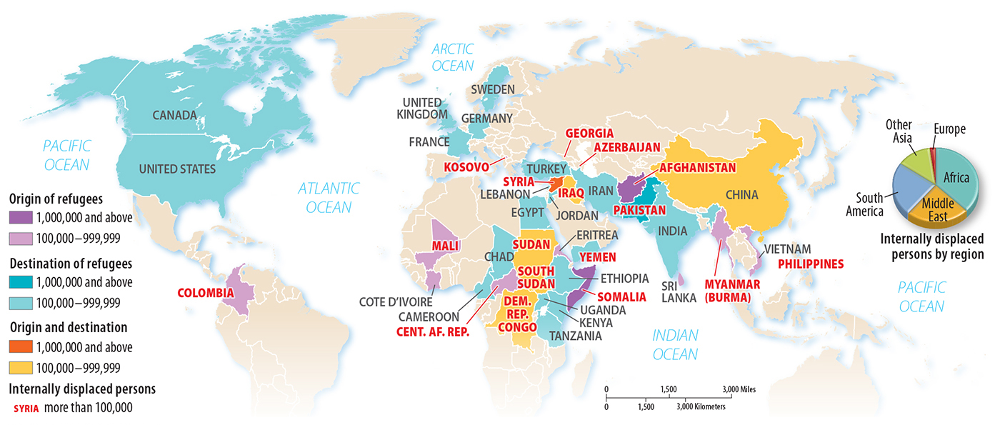 ARCTIC
OCEAN
SWEDEN
UNITED
KINGDOM
GERMANY
FRANCE
CANADA
UNITED STATES
PACIFIC
OCEAN
ATLANTIC
OCEAN
GEORGIA
AZERBAIJAN
KOSOVO
TURKEY
AFGHANISTAN
SYRIA
LEBANON
IRAQ
IRAN
CHINA
EGYPT
JORDAN
PAKISTAN
INDIA
ERITREA
MALI
CHAD
SUDAN
YEMEN
SOUTH
SUDAN
ETHIOPIA
SOMALIA
COLOMBIA
COTE D'IVOIRE
CAMEROON
CENT. AF. REP.
DEM.
REP.
CONGO
UGANDA
KENYA
TANZANIA
SRI
LANKA
MYANMAR
(BURMA)
VIETNAM
PHILIPPINES
INDIAN
OCEAN
PACIFIC
OCEAN
Origin of refugees
1,000,000 and above
100,000–999,999
Destination of refugees
1,000,000 and above
100,000–999,999
Origin and destination
1,000,000 and above
100,000–999,999
Internally displaced persons
SYRIA more than 100,000
Other
Asia
Europe
Africa
South
America
Middle
East
Internally displaced
persons by region
0 1,500 3,000 Miles
0 1,500 3,000 Kilometers